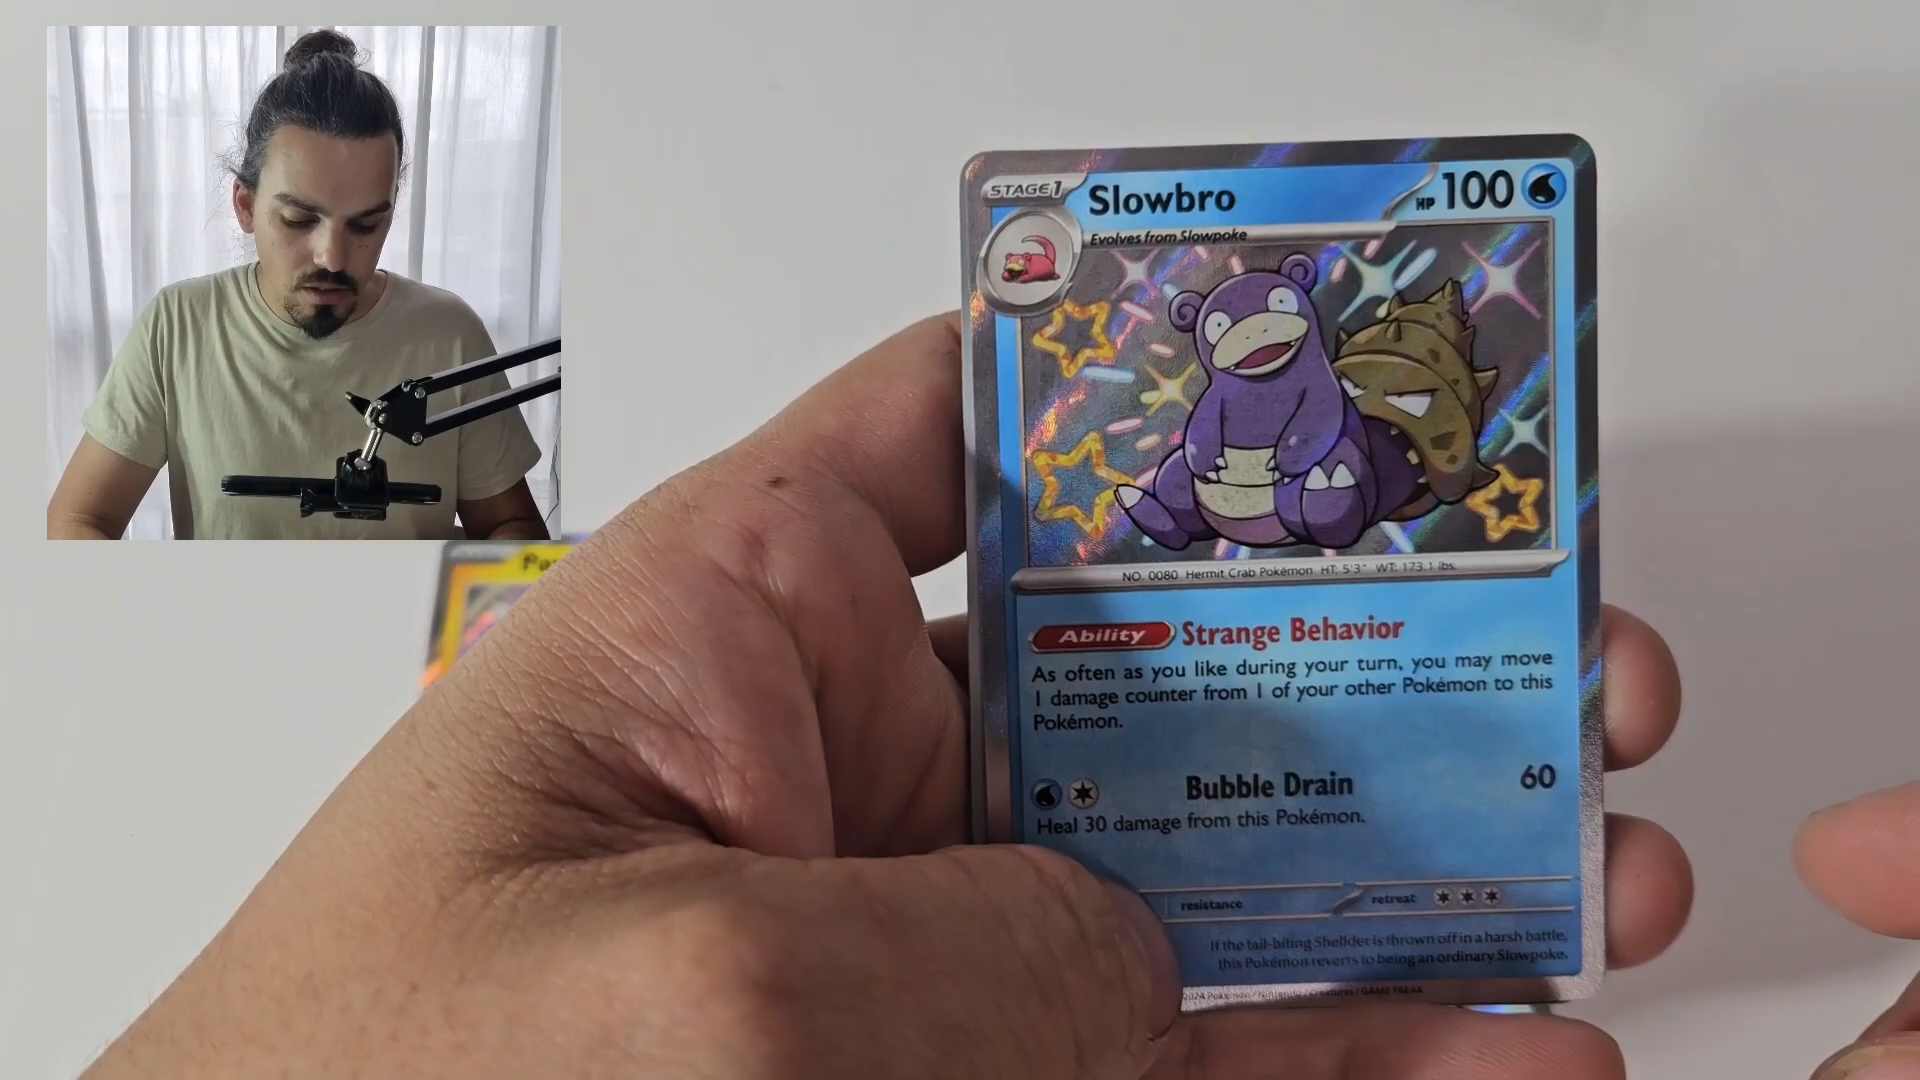 STAGE1 Slowbro HP 100
Evolves from Slowpoke
NO. 0080 Hermit Crab Pokémon HT: 5'3" WT: 173.1 lbs.
Ability Strange Behavior
As often as you like during your turn, you may move
1 damage counter from 1 of your other Pokémon to this
Pokémon.
Bubble Drain 60
Heal 30 damage from this Pokémon.
resistance retreat
If the tail-biting Shellder is thrown off in a harsh battle,
this Pokémon reverts to being an ordinary Slowpoke.
2024 Pokémon / Nintendo / Creatures / GAME FREAK